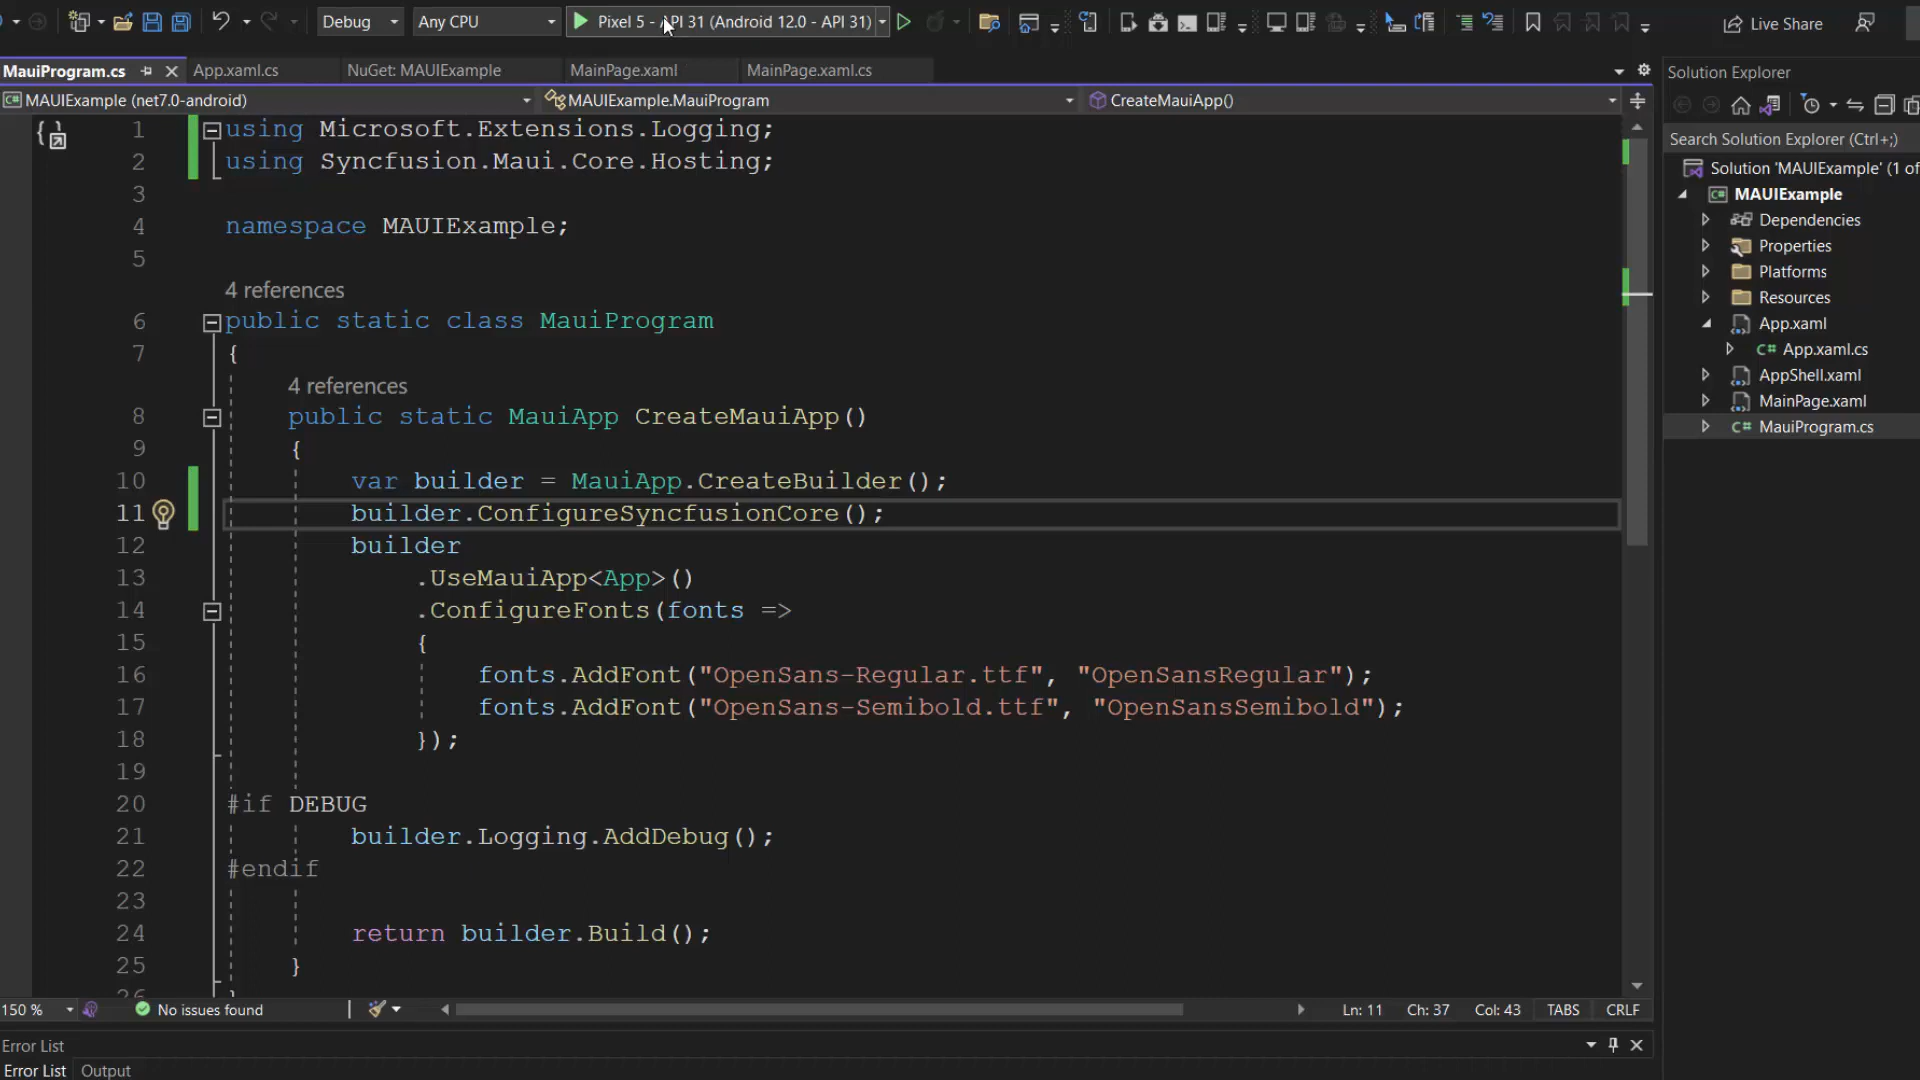 Debug
Any CPU
Pixel 5 - API 31 (Android 12.0 - API 31)
Live Share
MauiProgram.cs
App.xaml.cs
NuGet: MAUIExample
MainPage.xaml
MainPage.xaml.cs
Solution Explorer
MAUIExample (net7.0-android)
MAUIExample.MauiProgram
CreateMauiApp()
Search Solution Explorer (Ctrl+;)
Solution 'MAUIExample' (1 of
MAUIExample
Dependencies
Properties
Platforms
Resources
App.xaml
C# App.xaml.cs
AppShell.xaml
MainPage.xaml
C# MauiProgram.cs
1 using Microsoft.Extensions.Logging;
2 using Syncfusion.Maui.Core.Hosting;
3
4 namespace MAUIExample;
5
4 references
6 public static class MauiProgram
7 {
4 references
8 public static MauiApp CreateMauiApp()
9 {
10 var builder = MauiApp.CreateBuilder();
11 builder.ConfigureSyncfusionCore();
12 builder
13 .UseMauiApp<App>()
14 .ConfigureFonts(fonts =>
15 {
16 fonts.AddFont("OpenSans-Regular.ttf", "OpenSansRegular");
17 fonts.AddFont("OpenSans-Semibold.ttf", "OpenSansSemibold");
18 });
19
20 #if DEBUG
21 builder.Logging.AddDebug();
22 #endif
23
24 return builder.Build();
25 }
26 }
150 %
No issues found
Ln: 11
Ch: 37
Col: 43
TABS
CRLF
Error List
Error List
Output